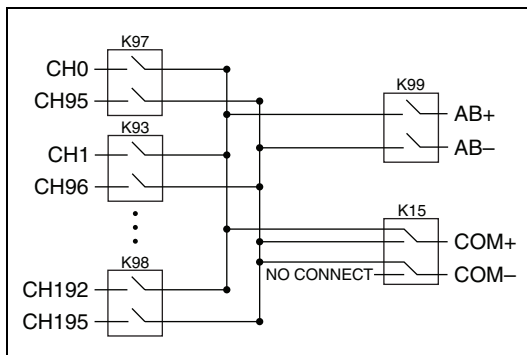 K97
CH0
CH95
K93
CH1
CH96
K98
CH192
CH195
K99
AB+
AB–
K15
COM+
NO CONNECT
COM–